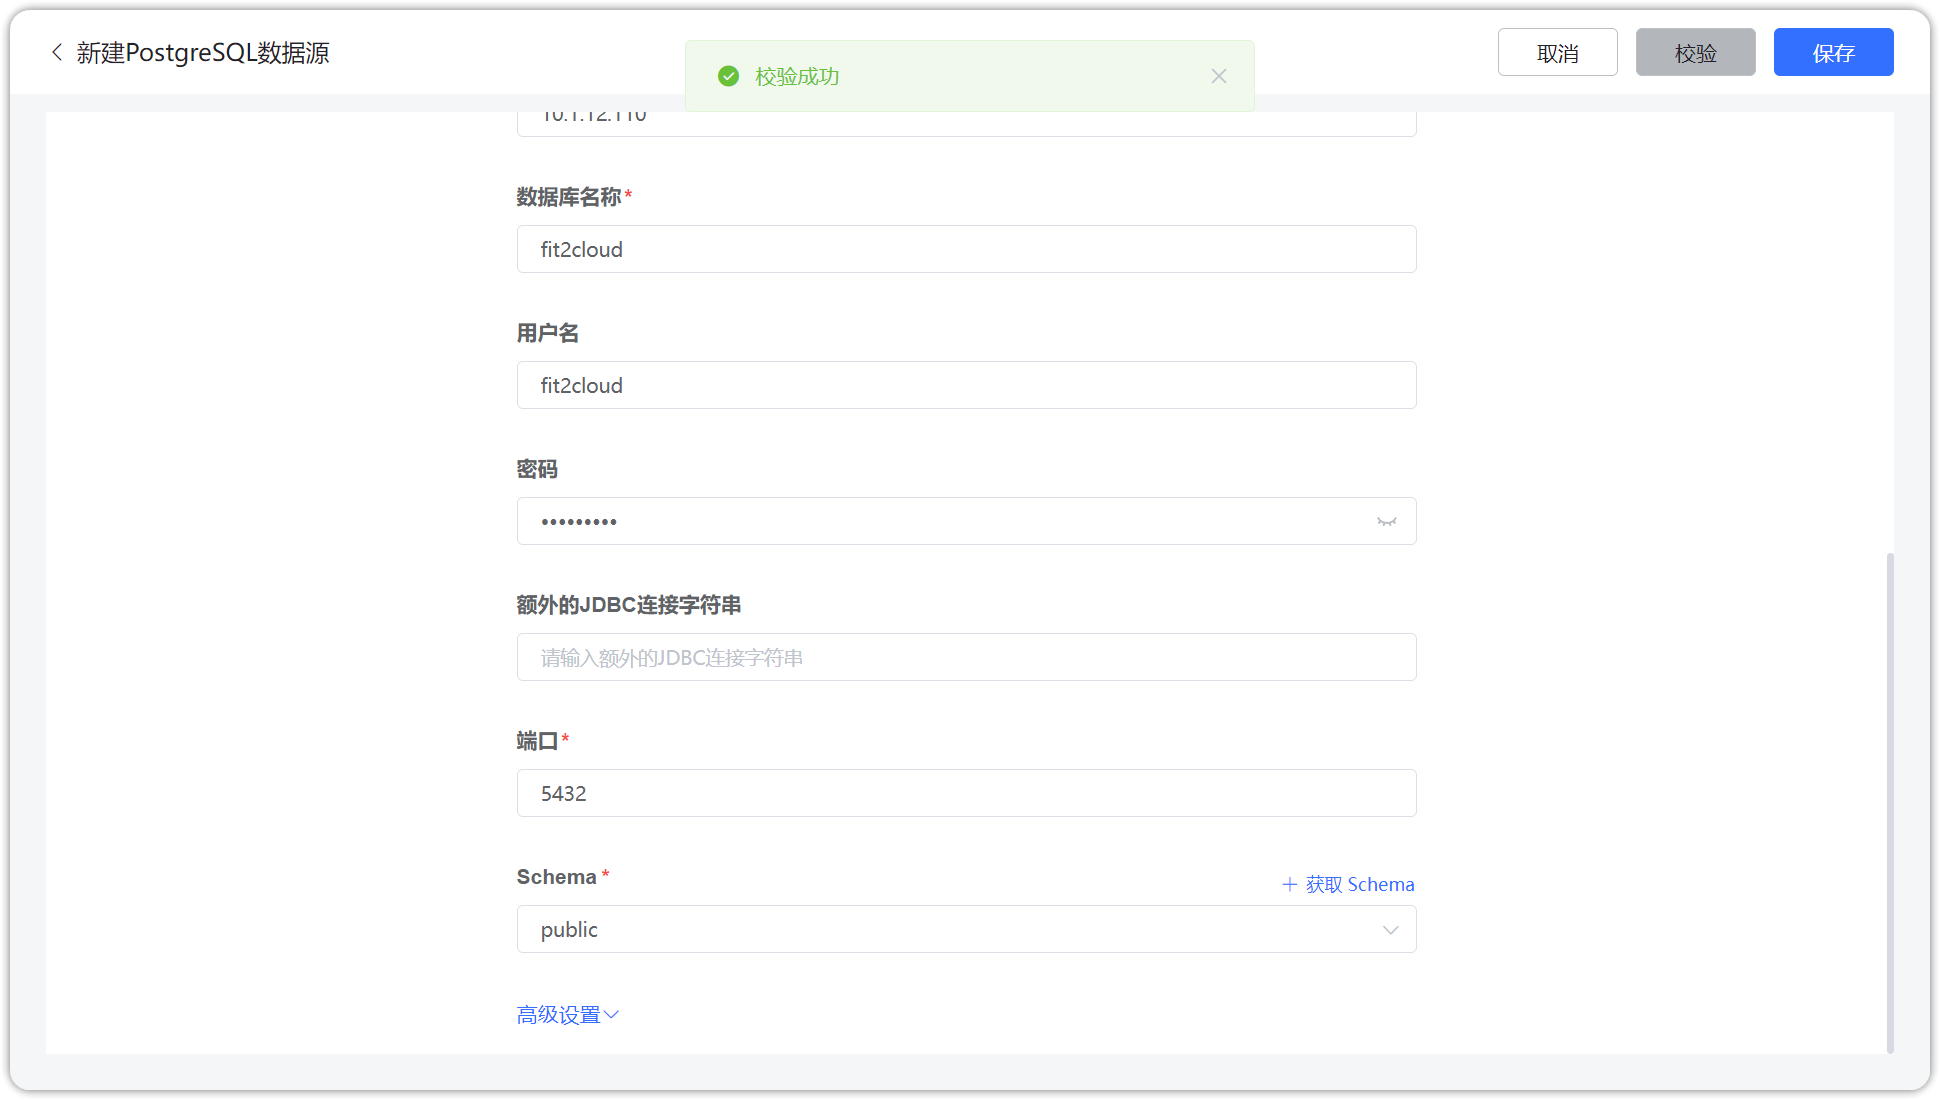 新建PostgreSQL数据源
校验成功
取消
校验
保存
10.1.12.110
数据库名称*
fit2cloud
用户名
fit2cloud
密码
•••••••••
额外的JDBC连接字符串
请输入额外的JDBC连接字符串
端口*
5432
Schema*
+ 获取 Schema
public
高级设置